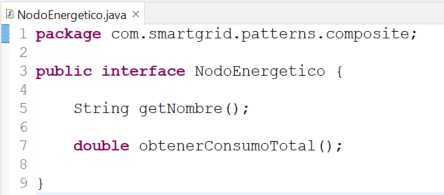 NodoEnergetico.java
1 package com.smartgrid.patterns.composite;
2
3 public interface NodoEnergetico {
4
5     String getNombre();
6
7     double obtenerConsumoTotal();
8
9 }